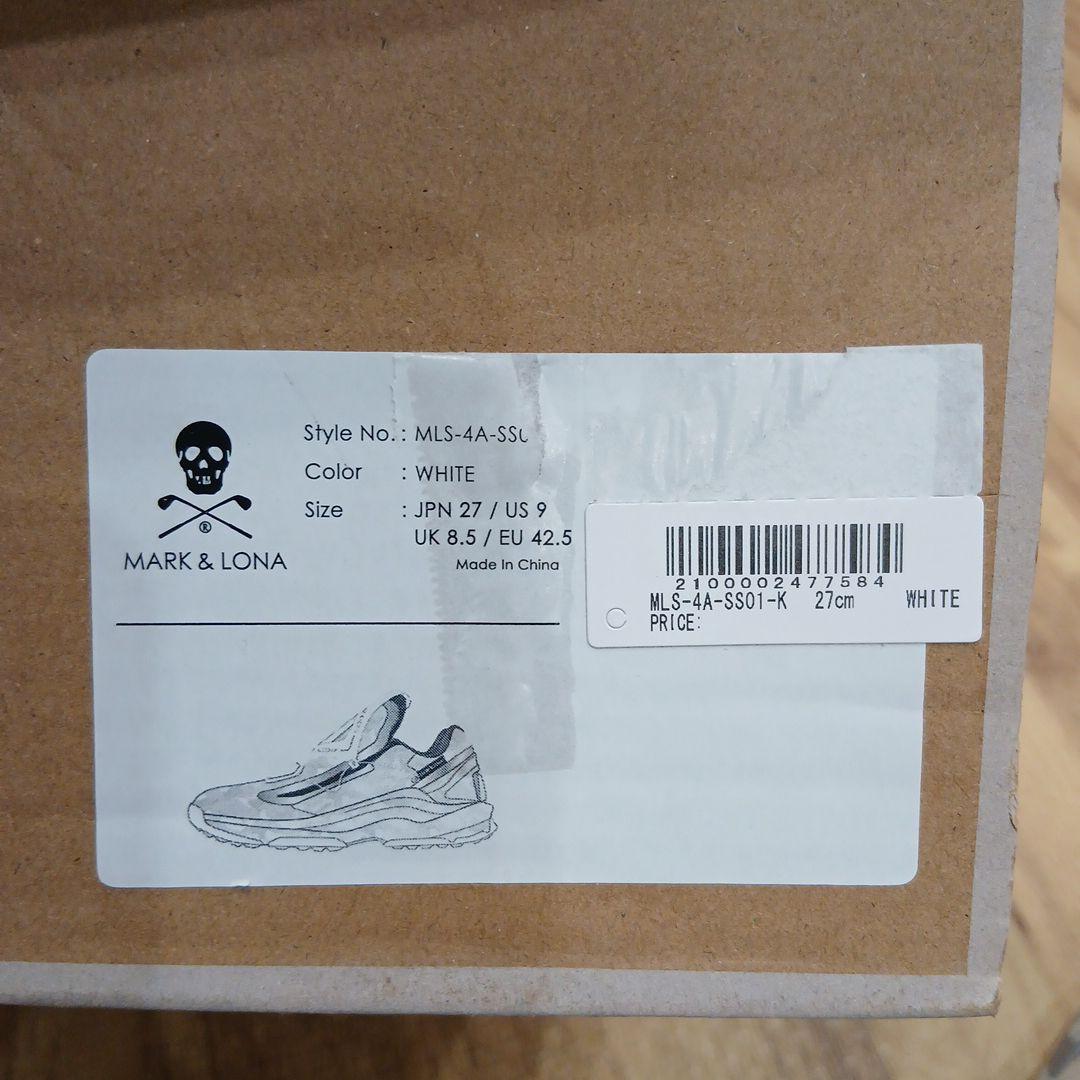 Style No. : MLS-4A-SS
Color : WHITE
Size : JPN 27 / US 9
UK 8.5 / EU 42.5
Made In China
®
MARK & LONA
2100002477584
MLS-4A-SS01-K 27cm WHITE
PRICE: